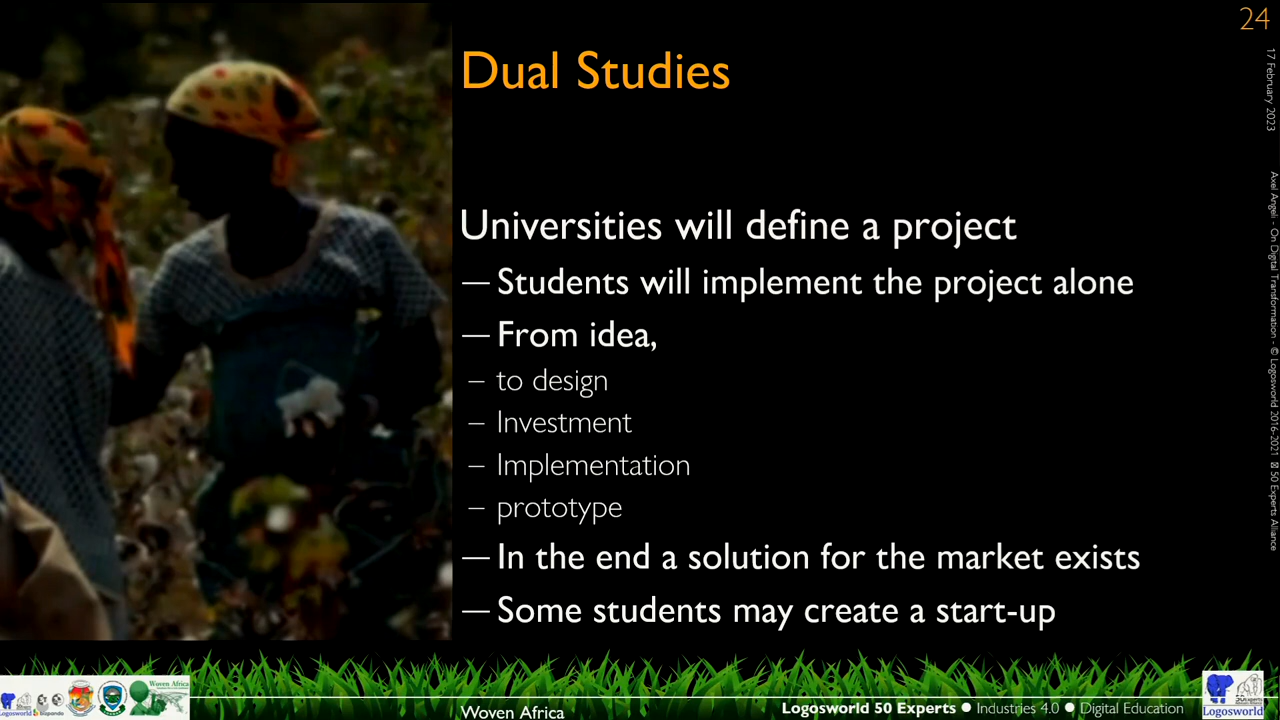 24
Dual Studies
Universities will define a project
— Students will implement the project alone
— From idea,
– to design
– Investment
– Implementation
– prototype
— In the end a solution for the market exists
— Some students may create a start-up
17 February 2023
Axel Angeli - On Digital Transformation - © Logosworld 2016-2021
50 Experts Alliance
Woven Africa
Logosworld
Woven Africa
Logosworld 50 Experts ● Industries 4.0 ● Digital Education
Logosworld